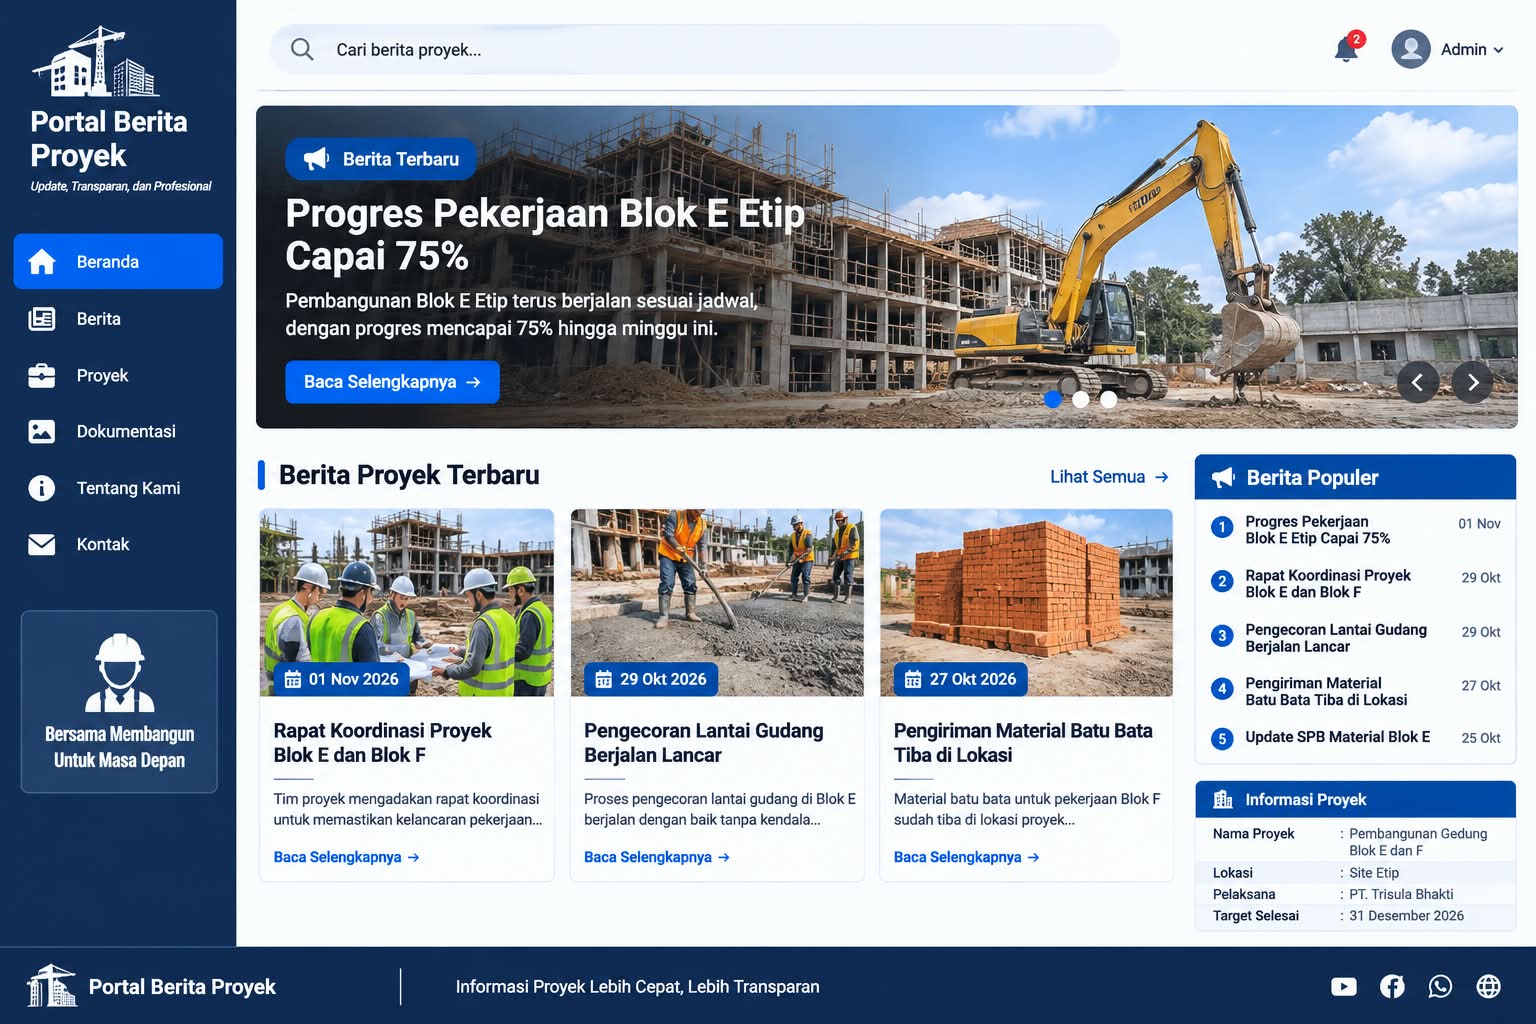 Portal Berita
Proyek
Update, Transparan, dan Profesional
Beranda
Berita
Proyek
Dokumentasi
Tentang Kami
Kontak
Bersama Membangun
Untuk Masa Depan
Cari berita proyek...
2
Admin
Berita Terbaru
Progres Pekerjaan Blok E Etip
Capai 75%
Pembangunan Blok E Etip terus berjalan sesuai jadwal,
dengan progres mencapai 75% hingga minggu ini.
Baca Selengkapnya →
Berita Proyek Terbaru
Lihat Semua →
01 Nov 2026
Rapat Koordinasi Proyek
Blok E dan Blok F
Tim proyek mengadakan rapat koordinasi
untuk memastikan kelancaran pekerjaan...
Baca Selengkapnya →
29 Okt 2026
Pengecoran Lantai Gudang
Berjalan Lancar
Proses pengecoran lantai gudang di Blok E
berjalan dengan baik tanpa kendala...
Baca Selengkapnya →
27 Okt 2026
Pengiriman Material Batu Bata
Tiba di Lokasi
Material batu bata untuk pekerjaan Blok F
sudah tiba di lokasi proyek...
Baca Selengkapnya →
Berita Populer
1 Progres Pekerjaan 01 Nov
Blok E Etip Capai 75%
2 Rapat Koordinasi Proyek 29 Okt
Blok E dan Blok F
3 Pengecoran Lantai Gudang 29 Okt
Berjalan Lancar
4 Pengiriman Material 27 Okt
Batu Bata Tiba di Lokasi
5 Update SPB Material Blok E 25 Okt
Informasi Proyek
Nama Proyek : Pembangunan Gedung
Blok E dan F
Lokasi : Site Etip
Pelaksana : PT. Trisula Bhakti
Target Selesai : 31 Desember 2026
Portal Berita Proyek
Informasi Proyek Lebih Cepat, Lebih Transparan